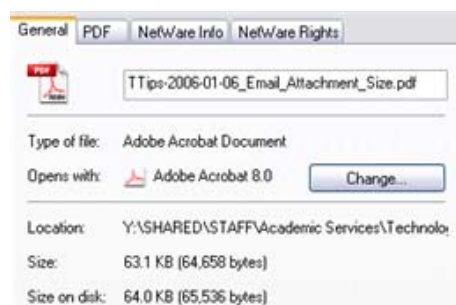 General PDF NetWare Info NetWare Rights
PDF
TTips-2006-01-06_Email_Attachment_Size.pdf
Type of file: Adobe Acrobat Document
Opens with: Adobe Acrobat 8.0 Change...
Location: Y:\SHARED\STAFF\Academic Services\Technolo
Size: 63.1 KB (64,658 bytes)
Size on disk: 64.0 KB (65,536 bytes)